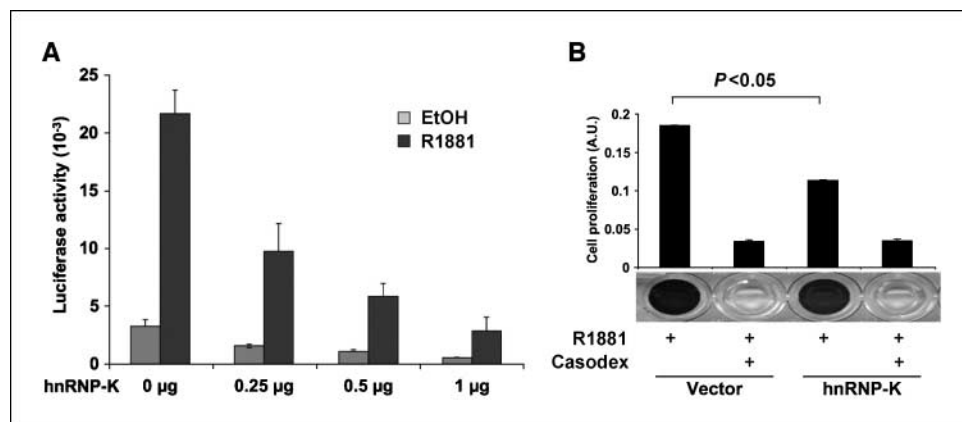 A
Luciferase activity (10⁻³)
25
20
15
10
5
0
EtOH
R1881
hnRNP-K 0 µg 0.25 µg 0.5 µg 1 µg
B
P<0.05
Cell proliferation (A.U.)
0.2
0.15
0.1
0.05
0
R1881 + + + +
Casodex + +
Vector hnRNP-K